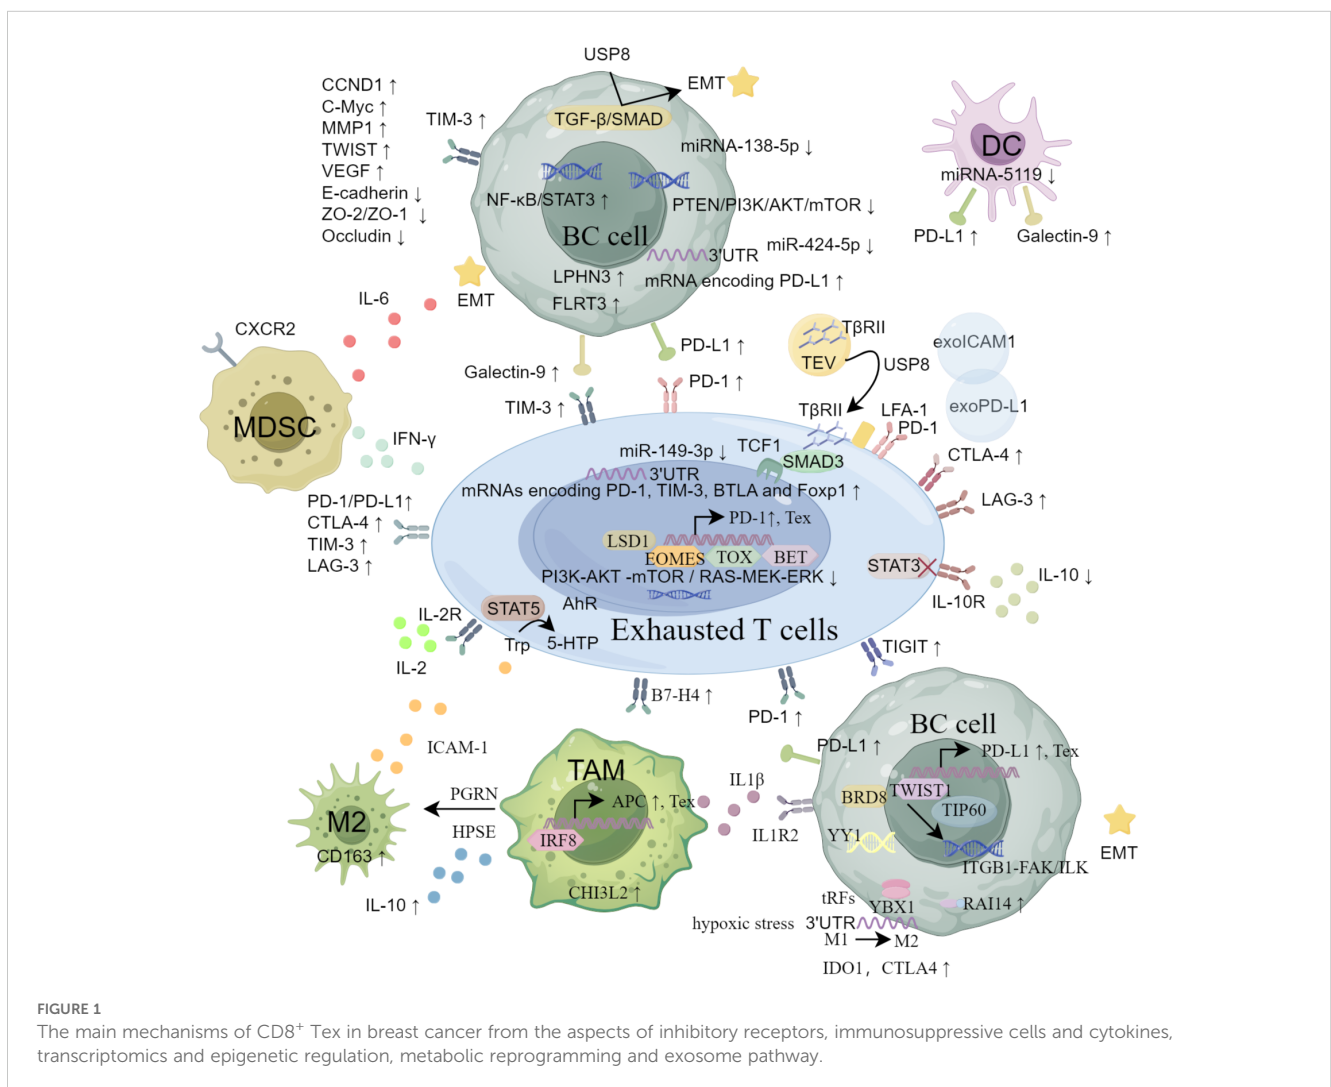 USP8
CCND1 ↑
C-Myc ↑
MMP1 ↑
TWIST ↑
VEGF ↑
E-cadherin ↓
ZO-2/ZO-1 ↓
Occludin ↓
TIM-3 ↑
EMT
TGF-β/SMAD
miRNA-138-5p ↓
NF-κB/STAT3 ↑
PTEN/PI3K/AKT/mTOR ↓
BC cell
miR-424-5p ↓
3'UTR
LPHN3 ↑
mRNA encoding PD-L1 ↑
FLRT3 ↑
DC
miRNA-5119 ↓
PD-L1 ↑
Galectin-9 ↑
EMT
IL-6
CXCR2
MDSC
IFN-γ
PD-L1 ↑
Galectin-9 ↑
PD-1 ↑
TIM-3 ↑
TβRII
TEV
USP8
exoICAM1
exoPD-L1
TβRII
LFA-1
PD-1
CTLA-4 ↑
LAG-3 ↑
miR-149-3p ↓
TCF1
SMAD3
3'UTR
mRNAs encoding PD-1, TIM-3, BTLA and Foxp1 ↑
PD-1/PD-L1↑
CTLA-4 ↑
TIM-3 ↑
LAG-3 ↑
PD-1↑, Tex
LSD1
EOMES
TOX
BET
PI3K-AKT -mTOR / RAS-MEK-ERK ↓
STAT3
IL-10 ↓
IL-10R
STAT5
AhR
IL-2R
Trp
5-HTP
Exhausted T cells
IL-2
TIGIT ↑
B7-H4 ↑
PD-1 ↑
ICAM-1
M2
CD163 ↑
PGRN
HPSE
IL-10 ↑
TAM
APC ↑, Tex
IRF8
CHI3L2 ↑
IL1β
IL1R2
PD-L1 ↑
BC cell
PD-L1 ↑, Tex
BRD8
TWIST1
TIP60
YY1
ITGB1-FAK/ILK
EMT
tRFs
YBX1
RAI14 ↑
hypoxic stress
3'UTR
M1
M2
IDO1, CTLA4 ↑
FIGURE 1
The main mechanisms of CD8+ Tex in breast cancer from the aspects of inhibitory receptors, immunosuppressive cells and cytokines,
transcriptomics and epigenetic regulation, metabolic reprogramming and exosome pathway.